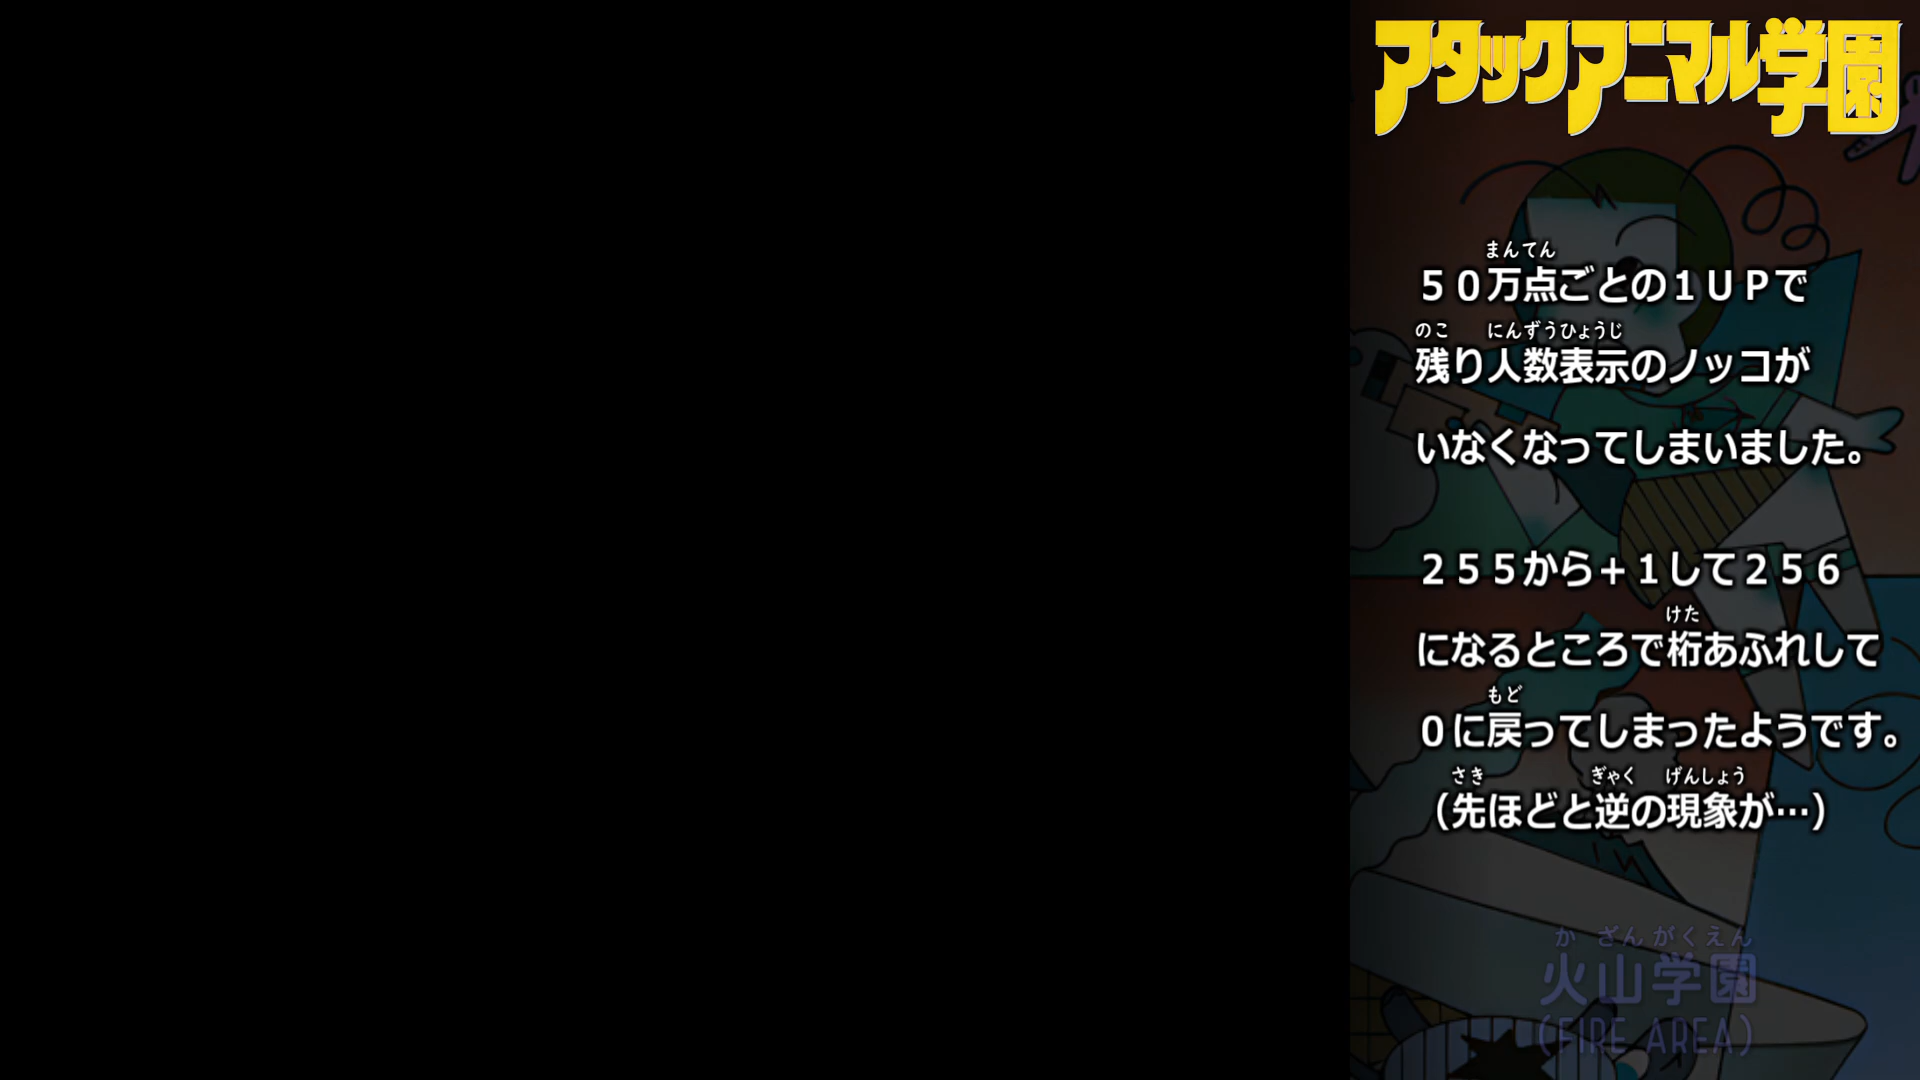 アタックアニマル学園
まんてん
５０万点ごとの１ＵＰで
のこ にんずうひょうじ
残り人数表示のノッコが
いなくなってしまいました。
２５５から＋１して２５６
けた
になるところで桁あふれして
もど
０に戻ってしまったようです。
さき ぎゃく げんしょう
（先ほどと逆の現象が…）
か ざん がく えん
火山学園
(FIRE AREA)